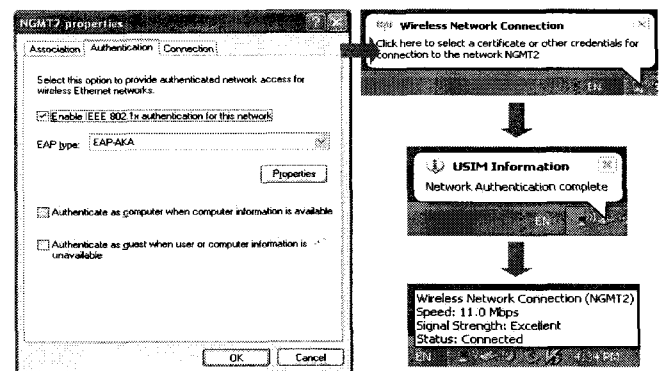 NGMT2 properties
Association Authentication Connection
Select this option to provide authenticated network access for
wireless Ethernet networks.
Enable IEEE 802.1x authentication for this network
EAP type: EAP-AKA
Properties
Authenticate as computer when computer information is available
Authenticate as guest when user or computer information is
unavailable
OK Cancel
Wireless Network Connection
Click here to select a certificate or other credentials for
connection to the network NGMT2
EN
USIM Information
Network Authentication complete
EN
Wireless Network Connection (NGMT2)
Speed: 11.0 Mbps
Signal Strength: Excellent
Status: Connected
EN